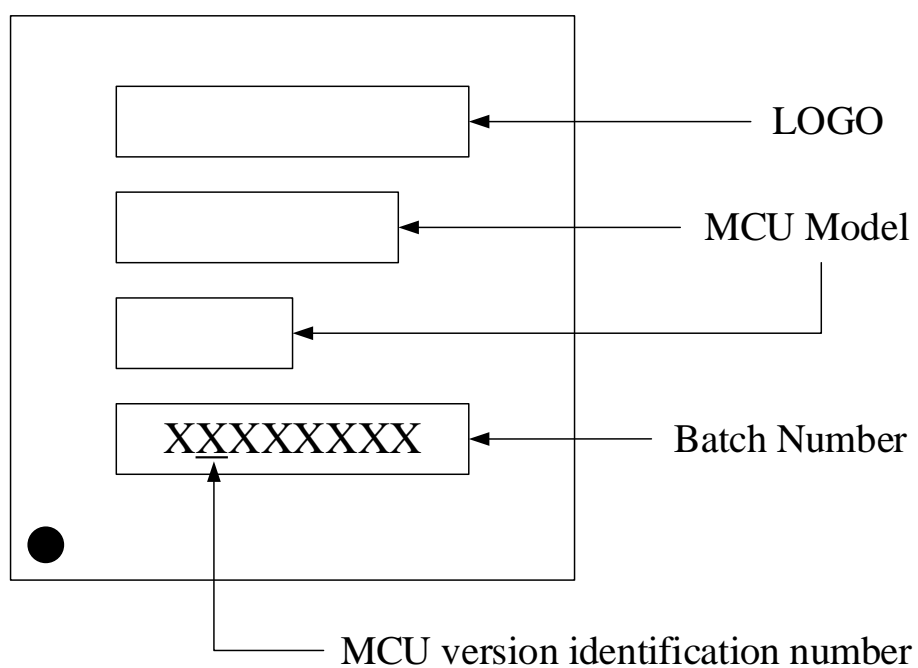 LOGO
MCU Model
XXXXXXXX
Batch Number
MCU version identification number